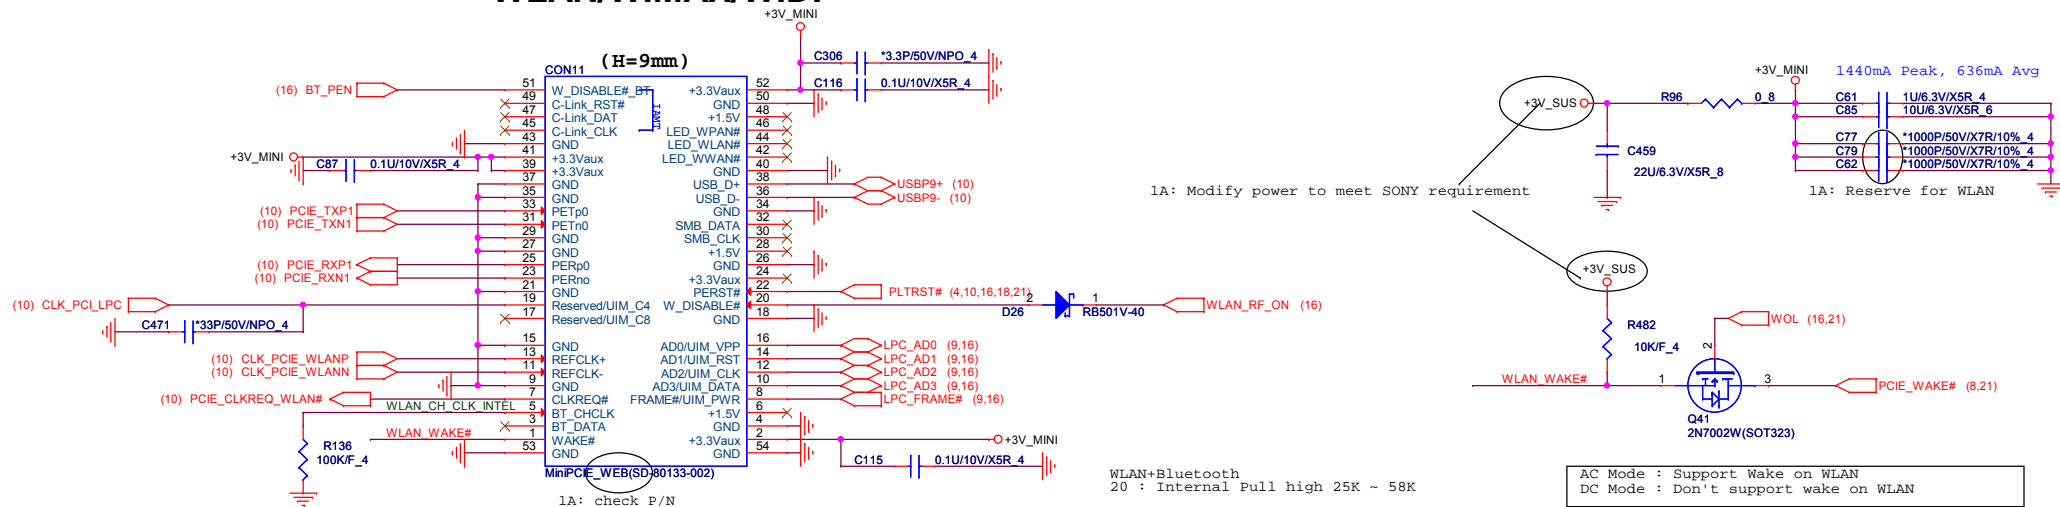 +3V_MINI
(H=9mm)
CON11
C306 *3.3P/50V/NPO_4
C116 0.1U/10V/X5R_4
(16) BT_PEN
51 W_DISABLE#_BT
49 C-Link_RST#
47 C-Link_DAT
45 C-Link_CLK
43 GND
41 +3.3Vaux
39 +3.3Vaux
37 GND
35 GND
33 PETp0
31 PETn0
29 GND
27 GND
25 PERp0
23 PERno
21 GND
19 Reserved/UIM_C4
17 Reserved/UIM_C8
15 GND
13 REFCLK+
11 REFCLK-
9 GND
7 CLKREQ#
5 BT_CHCLK
3 BT_DATA
1 WAKE#
53 GND
+3.3Vaux 52
GND 50
+1.5V 48
LED_WPAN# 46
LED_WLAN# 44
LED_WWAN# 42
GND 40
USB_D+ 38
USB_D- 36
GND 34
SMB_DATA 32
SMB_CLK 30
+1.5V 28
GND 26
+3.3Vaux 24
PERST# 22
W_DISABLE# 20
GND 18
AD0/UIM_VPP 16
AD1/UIM_RST 14
AD2/UIM_CLK 12
AD3/UIM_DATA 10
FRAME#/UIM_PWR 8
+1.5V 6
GND 4
+3.3Vaux 2
GND 54
+3V_MINI
C87 0.1U/10V/X5R_4
(10) PCIE_TXP1
(10) PCIE_TXN1
(10) PCIE_RXP1
(10) PCIE_RXN1
(10) CLK_PCI_LPC
C471 *33P/50V/NPO_4
(10) CLK_PCIE_WLANP
(10) CLK_PCIE_WLANN
(10) PCIE_CLKREQ_WLAN#
WLAN_CH_CLK_INTEL
WLAN_WAKE#
R136
100K/F_4
MiniPCIE_WEB(SD-80133-002)
1A: check P/N
USBP9+ (10)
USBP9- (10)
PLTRST# (4,10,16,18,21)
2 1
D26 RB501V-40
WLAN_RF_ON (16)
LPC_AD0 (9,16)
LPC_AD1 (9,16)
LPC_AD2 (9,16)
LPC_AD3 (9,16)
LPC_FRAME# (9,16)
+3V_MINI
C115 0.1U/10V/X5R_4
WLAN+Bluetooth
20 : Internal Pull high 25K ~ 58K
+3V_SUS
R96 0_8
+3V_MINI
1440mA Peak, 636mA Avg
C61 1U/6.3V/X5R_4
C85 10U/6.3V/X5R_6
C77 *1000P/50V/X7R/10%_4
C79 *1000P/50V/X7R/10%_4
C62 *1000P/50V/X7R/10%_4
C459
22U/6.3V/X5R_8
1A: Modify power to meet SONY requirement
1A: Reserve for WLAN
+3V_SUS
R482
10K/F_4
WOL (16,21)
2
WLAN_WAKE# 1 3 PCIE_WAKE# (8,21)
Q41
2N7002W(SOT323)
AC Mode : Support Wake on WLAN
DC Mode : Don't support wake on WLAN